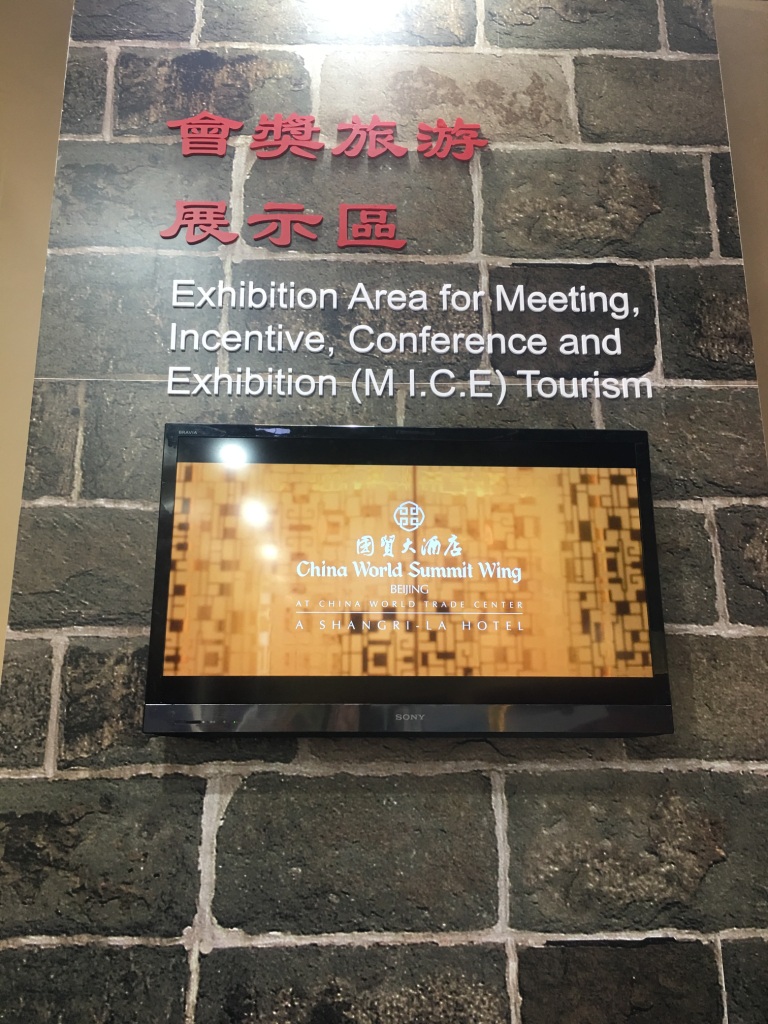 會獎旅游
展示區
Exhibition Area for Meeting,
Incentive, Conference and
Exhibition (M I.C.E) Tourism
BRAVIA
國貿大酒店
China World Summit Wing
BEIJING
AT CHINA WORLD TRADE CENTER
A SHANGRI-LA HOTEL
SONY